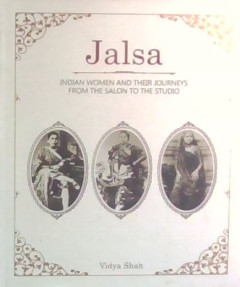 Jalsa
INDIAN WOMEN AND THEIR JOURNEYS
FROM THE SALON TO THE STUDIO
Vidya Shah